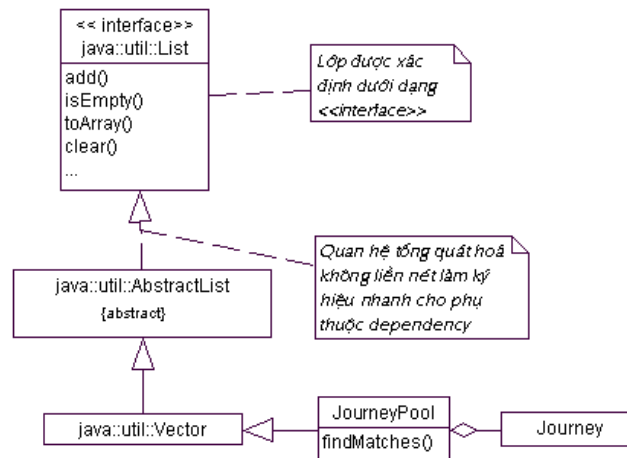 << interface>>
java::util::List
add()
isEmpty()
toArray()
clear()
...
Lớp được xác
định dưới dạng
<<interface>>
Quan hệ tổng quát hoá
không liền nét làm ký
hiệu nhanh cho phụ
thuộc dependency
java::util::AbstractList
{abstract}
java::util::Vector
JourneyPool
findMatches()
Journey